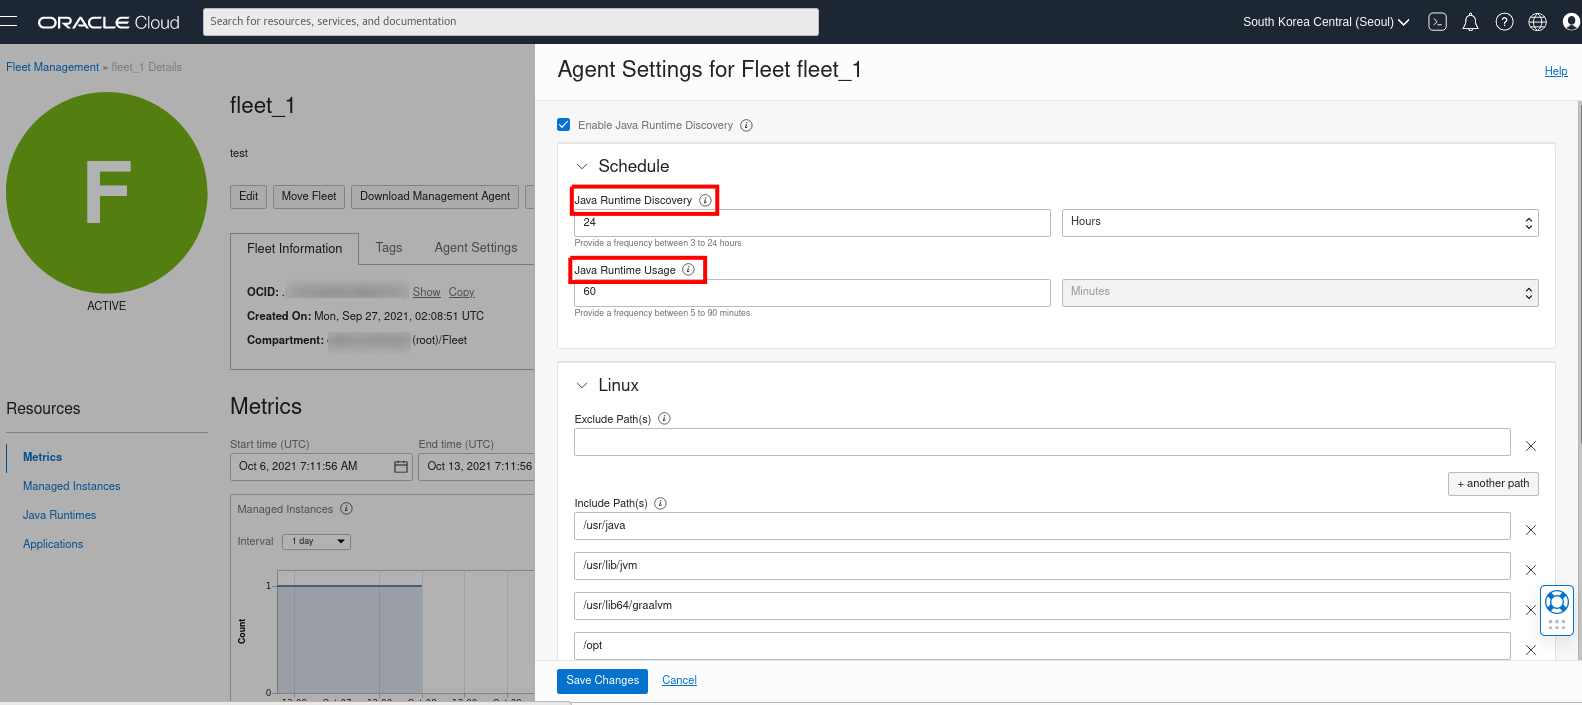 ORACLE Cloud
Search for resources, services, and documentation
South Korea Central (Seoul)
Fleet Management » fleet_1 Details
F
ACTIVE
fleet_1
test
Edit
Move Fleet
Download Management Agent
Fleet Information
Tags
Agent Settings
OCID: .
Show
Copy
Created On: Mon, Sep 27, 2021, 02:08:51 UTC
Compartment:
(root)/Fleet
Resources
Metrics
Managed Instances
Java Runtimes
Applications
Metrics
Start time (UTC)
End time (UTC)
Oct 6, 2021 7:11:56 AM
Oct 13, 2021 7:11:56
Managed Instances
Interval
1 day
1
Count
0
Agent Settings for Fleet fleet_1
Help
Enable Java Runtime Discovery
Schedule
Java Runtime Discovery
24
Hours
Provide a frequency between 3 to 24 hours
Java Runtime Usage
60
Minutes
Provide a frequency between 5 to 90 minutes
Linux
Exclude Path(s)
+ another path
Include Path(s)
/usr/java
/usr/lib/jvm
/usr/lib64/graalvm
/opt
Save Changes
Cancel